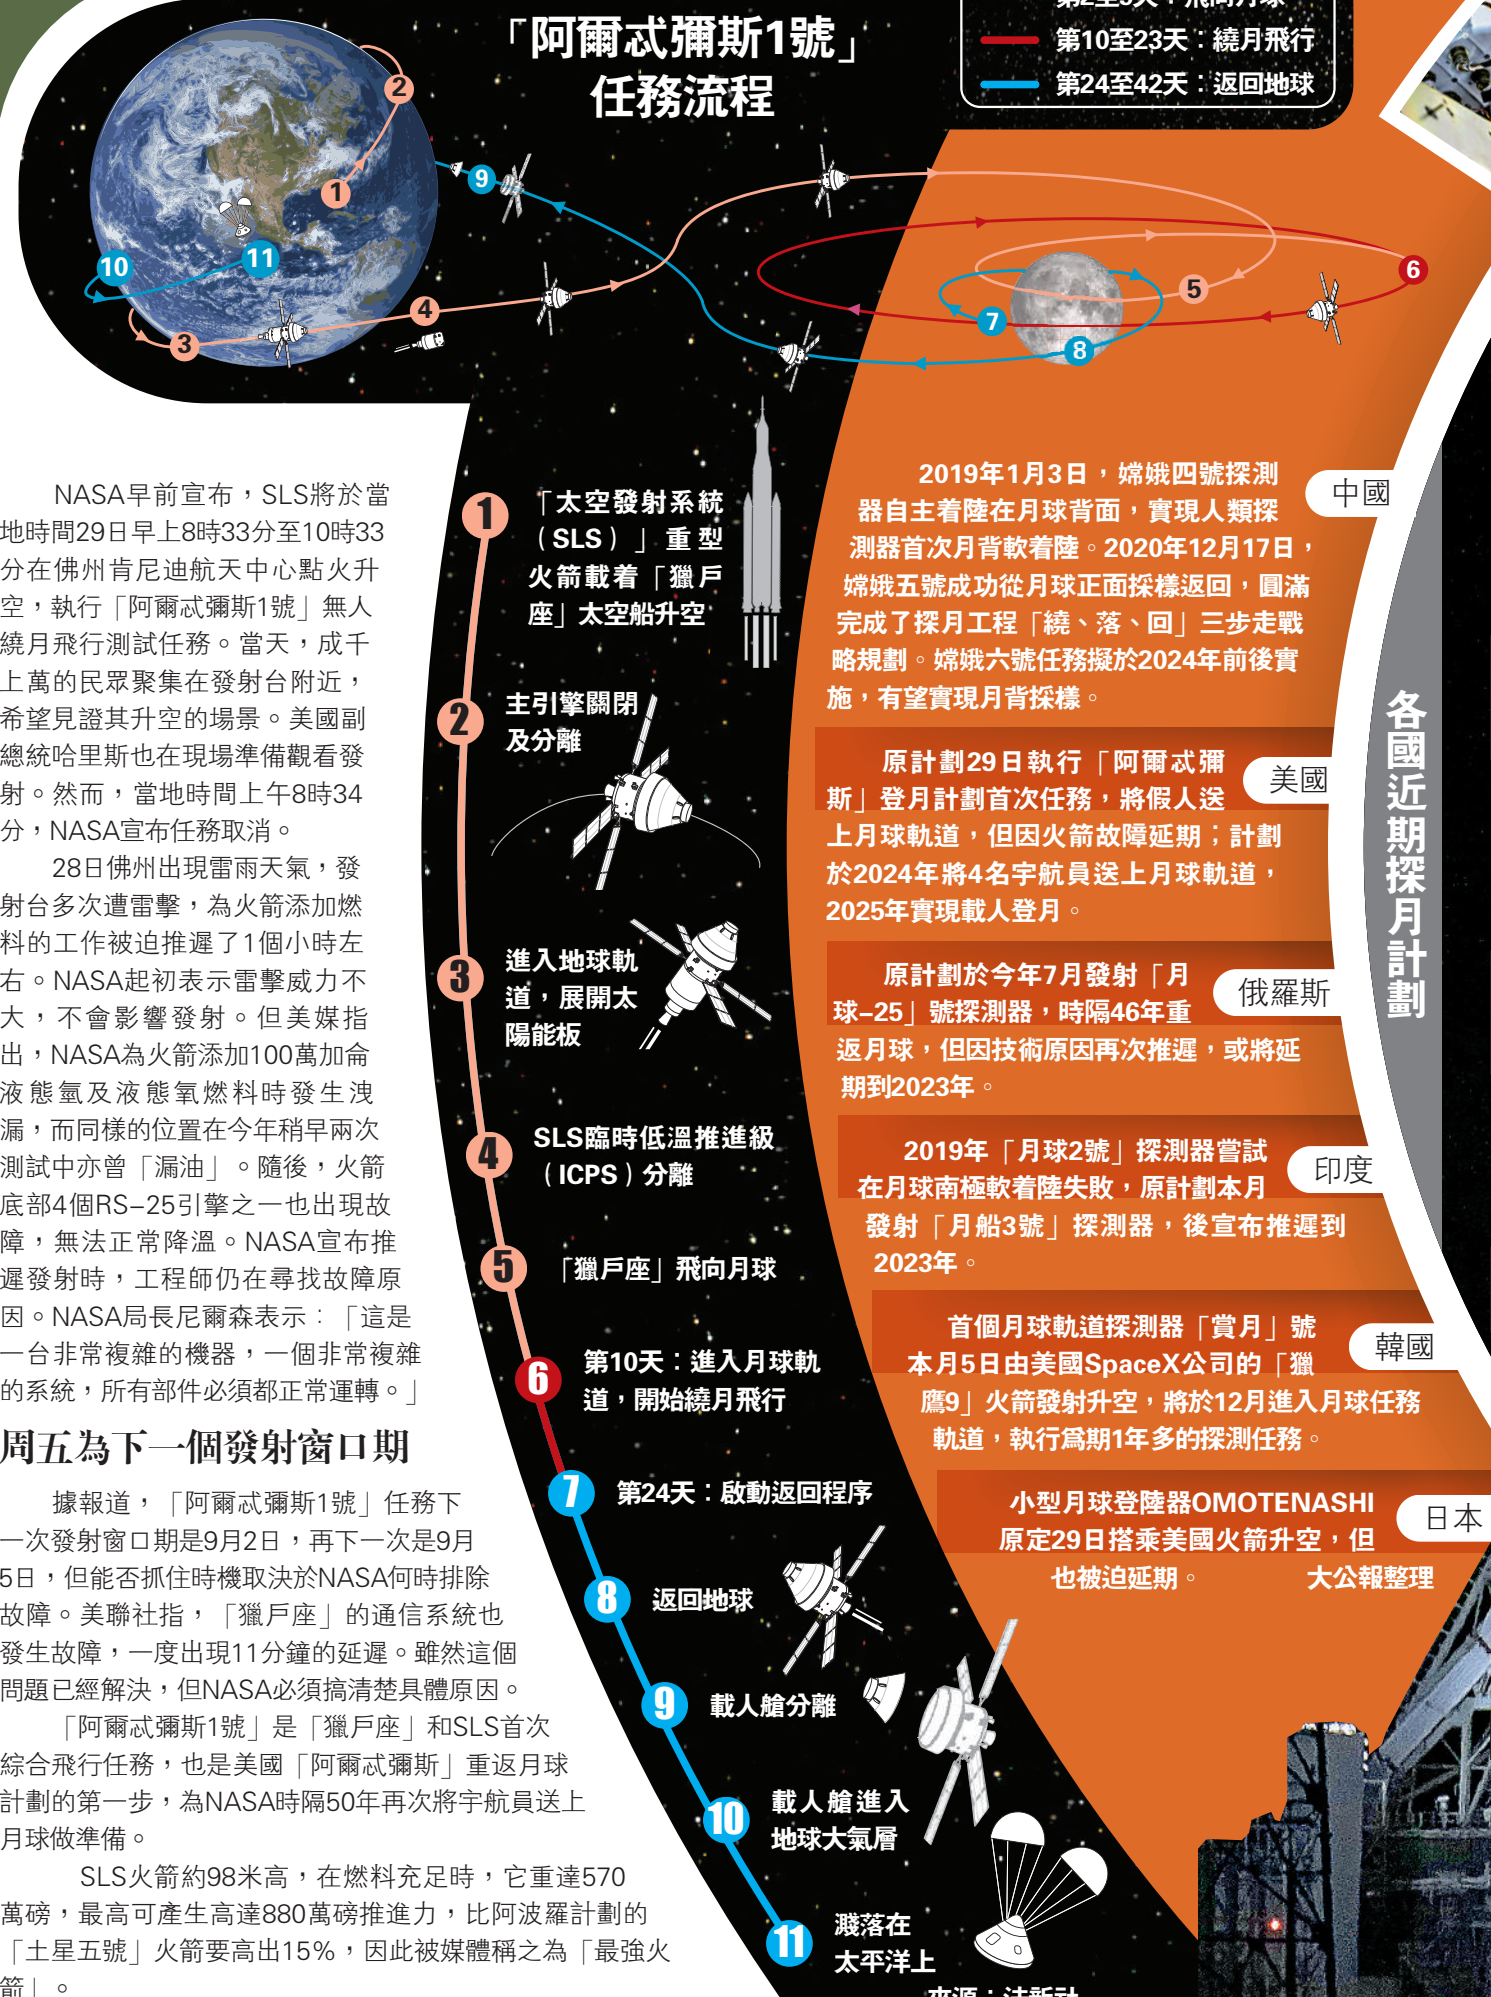 「阿爾忒彌斯1號」
任務流程
第2至9天：飛向月球
第10至23天：繞月飛行
第24至42天：返回地球
1
2
3
4
5
6
7
8
9
10
11
NASA早前宣布，SLS將於當
地時間29日早上8時33分至10時33
分在佛州肯尼迪航天中心點火升
空，執行「阿爾忒彌斯1號」無人
繞月飛行測試任務。當天，成千
上萬的民眾聚集在發射台附近，
希望見證其升空的場景。美國副
總統哈里斯也在現場準備觀看發
射。然而，當地時間上午8時34
分，NASA宣布任務取消。
28日佛州出現雷雨天氣，發
射台多次遭雷擊，為火箭添加燃
料的工作被迫推遲了1個小時左
右。NASA起初表示雷擊威力不
大，不會影響發射。但美媒指
出，NASA為火箭添加100萬加侖
液態氫及液態氧燃料時發生洩
漏，而同樣的位置在今年稍早兩次
測試中亦曾「漏油」。隨後，火箭
底部4個RS–25引擎之一也出現故
障，無法正常降溫。NASA宣布推
遲發射時，工程師仍在尋找故障原
因。NASA局長尼爾森表示：「這是
一台非常複雜的機器，一個非常複雜
的系統，所有部件必須都正常運轉。」
周五為下一個發射窗口期
據報道，「阿爾忒彌斯1號」任務下
一次發射窗口期是9月2日，再下一次是9月
5日，但能否抓住時機取決於NASA何時排除
故障。美聯社指，「獵戶座」的通信系統也
發生故障，一度出現11分鐘的延遲。雖然這個
問題已經解決，但NASA必須搞清楚具體原因。
「阿爾忒彌斯1號」是「獵戶座」和SLS首次
綜合飛行任務，也是美國「阿爾忒彌斯」重返月球
計劃的第一步，為NASA時隔50年再次將宇航員送上
月球做準備。
SLS火箭約98米高，在燃料充足時，它重達570
萬磅，最高可產生高達880萬磅推進力，比阿波羅計劃的
「土星五號」火箭要高出15%，因此被媒體稱之為「最強火
箭」。
1
「太空發射系統
（SLS）」重型
火箭載着「獵戶
座」太空船升空
2
主引擎關閉
及分離
3
進入地球軌
道，展開太
陽能板
4
SLS臨時低溫推進級
（ICPS）分離
5
「獵戶座」飛向月球
6
第10天：進入月球軌
道，開始繞月飛行
7
第24天：啟動返回程序
8
返回地球
9
載人艙分離
10
載人艙進入
地球大氣層
11
濺落在
太平洋上
來源：法新社
各國近期探月計劃
中國
2019年1月3日，嫦娥四號探測
器自主着陸在月球背面，實現人類探
測器首次月背軟着陸。2020年12月17日，
嫦娥五號成功從月球正面採樣返回，圓滿
完成了探月工程「繞、落、回」三步走戰
略規劃。嫦娥六號任務擬於2024年前後實
施，有望實現月背採樣。
美國
原計劃29日執行「阿爾忒彌
斯」登月計劃首次任務，將假人送
上月球軌道，但因火箭故障延期；計劃
於2024年將4名宇航員送上月球軌道，
2025年實現載人登月。
俄羅斯
原計劃於今年7月發射「月
球–25」號探測器，時隔46年重
返月球，但因技術原因再次推遲，或將延
期到2023年。
印度
2019年「月球2號」探測器嘗試
在月球南極軟着陸失敗，原計劃本月
發射「月船3號」探測器，後宣布推遲到
2023年。
韓國
首個月球軌道探測器「賞月」號
本月5日由美國SpaceX公司的「獵
鷹9」火箭發射升空，將於12月進入月球任務
軌道，執行爲期1年多的探測任務。
日本
小型月球登陸器OMOTENASHI
原定29日搭乘美國火箭升空，但
也被迫延期。
大公報整理